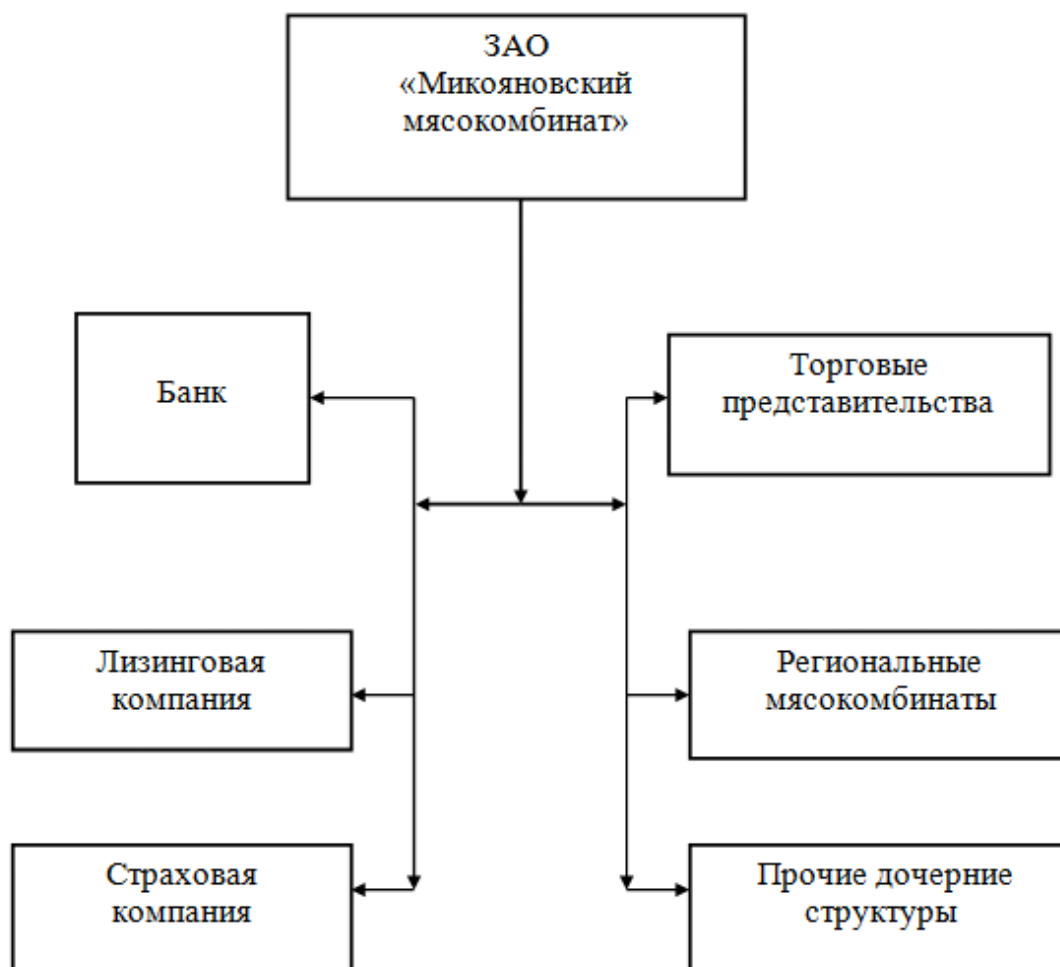 ЗАО
«Микояновский
мясокомбинат»
Банк
Торговые
представительства
Лизинговая
компания
Региональные
мясокомбинаты
Страховая
компания
Прочие дочерние
структуры